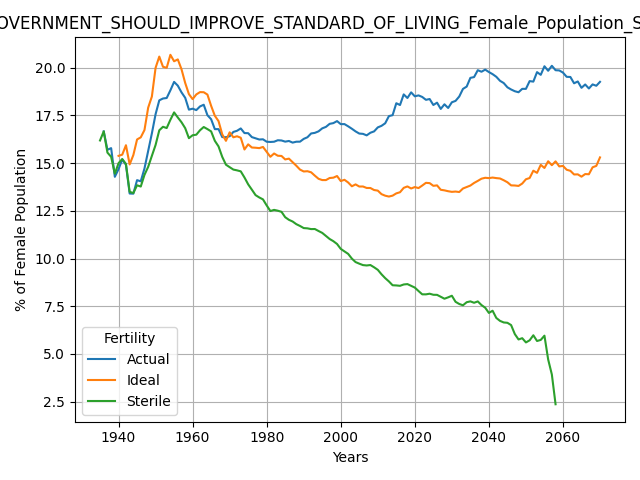 OVERNMENT_SHOULD_IMPROVE_STANDARD_OF_LIVING_Female_Population_S
20.0
17.5
15.0
12.5
10.0
7.5
5.0
2.5
% of Female Population
Fertility
Actual
Ideal
Sterile
1940 1960 1980 2000 2020 2040 2060
Years